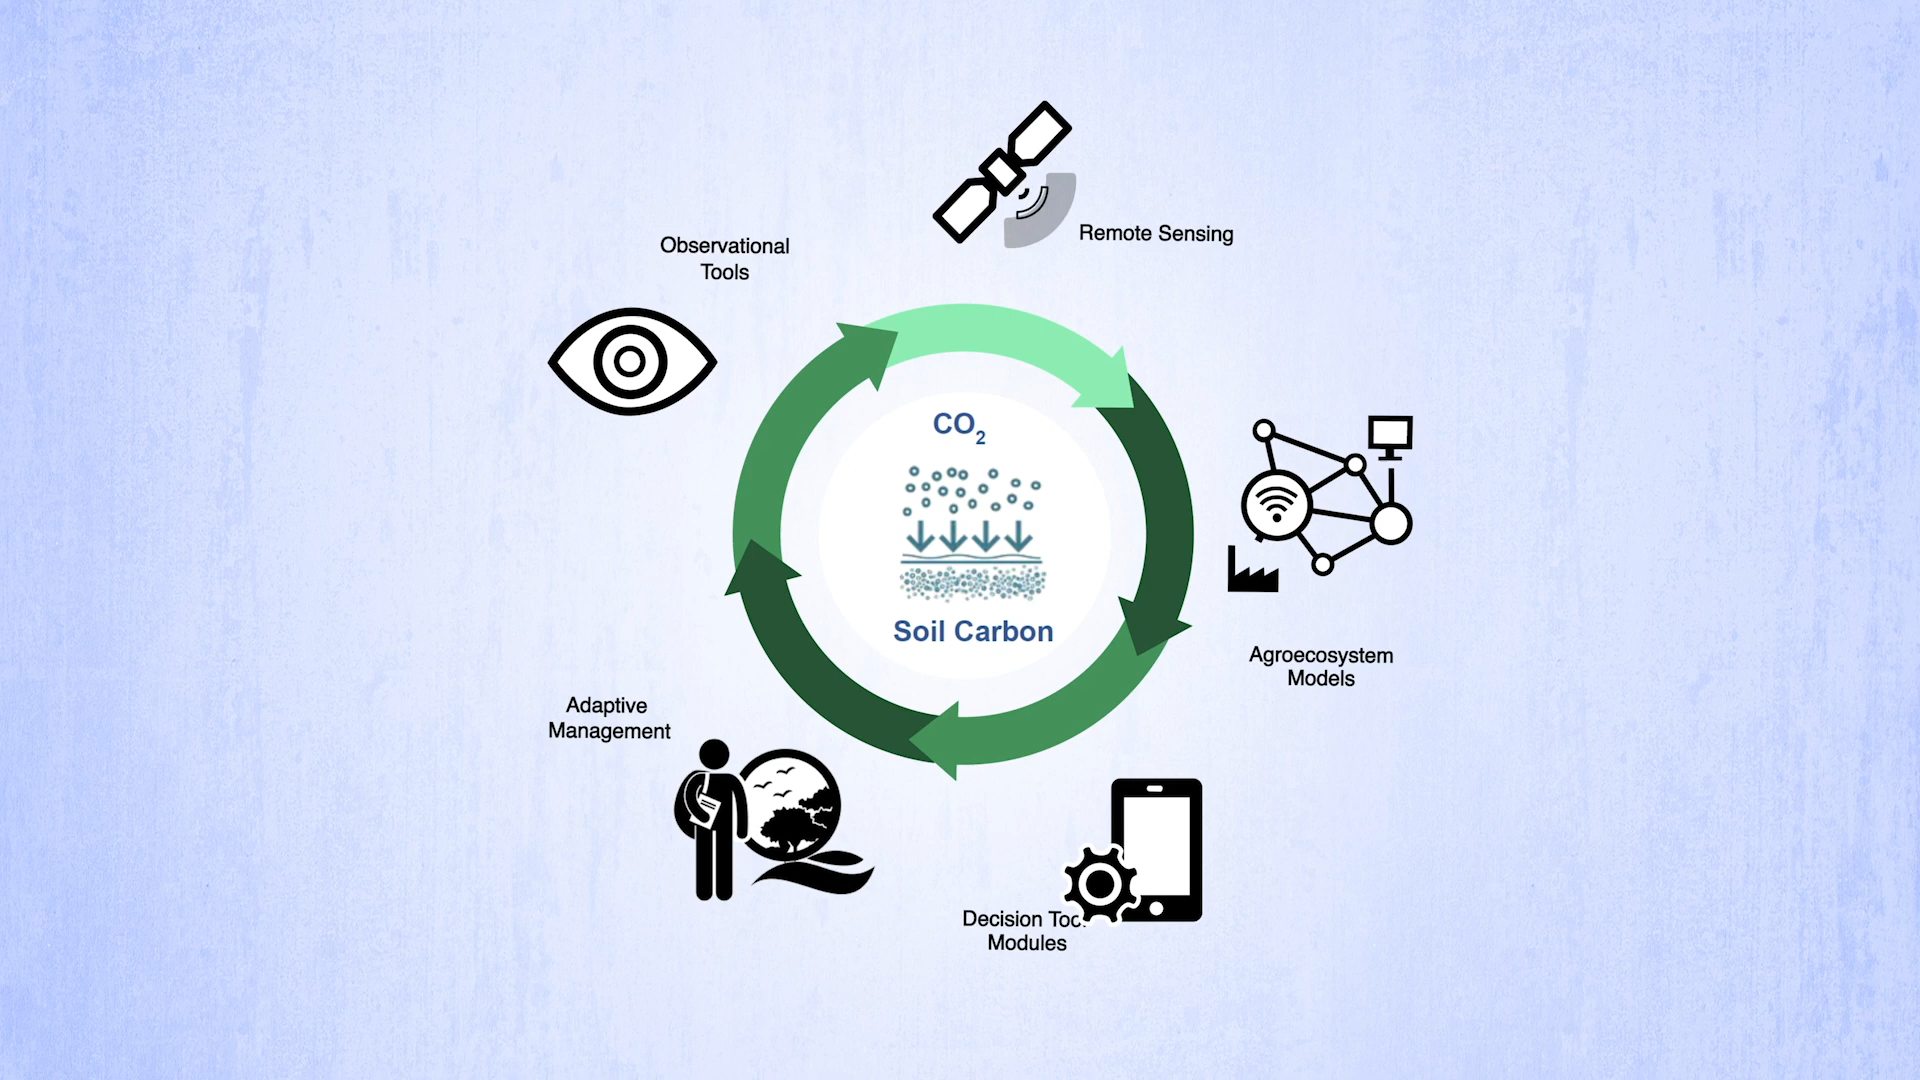 Remote Sensing
Observational
Tools
CO2
Soil Carbon
Agroecosystem
Models
Adaptive
Management
Decision
Modules